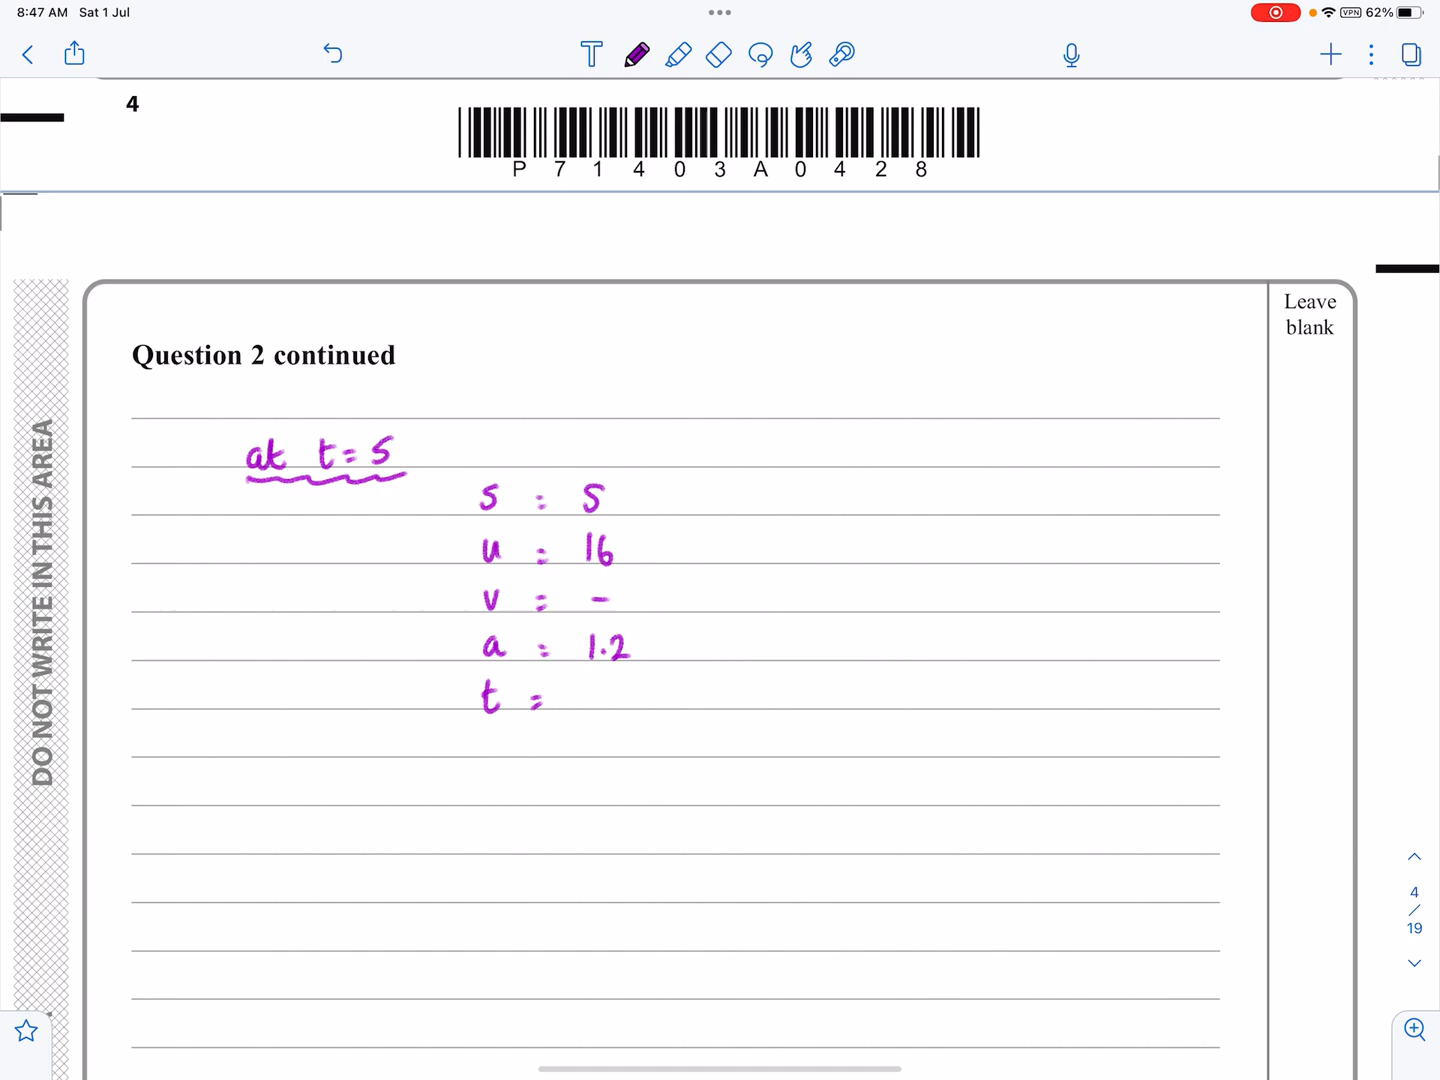 8:47 AM Sat 1 Jul
VPN 62%
T
4
P 7 1 4 0 3 A 0 4 2 8
Leave
blank
Question 2 continued
DO NOT WRITE IN THIS AREA
at t = 5
s = s
u = 16
v = -
a = 1.2
t =
4
/
19